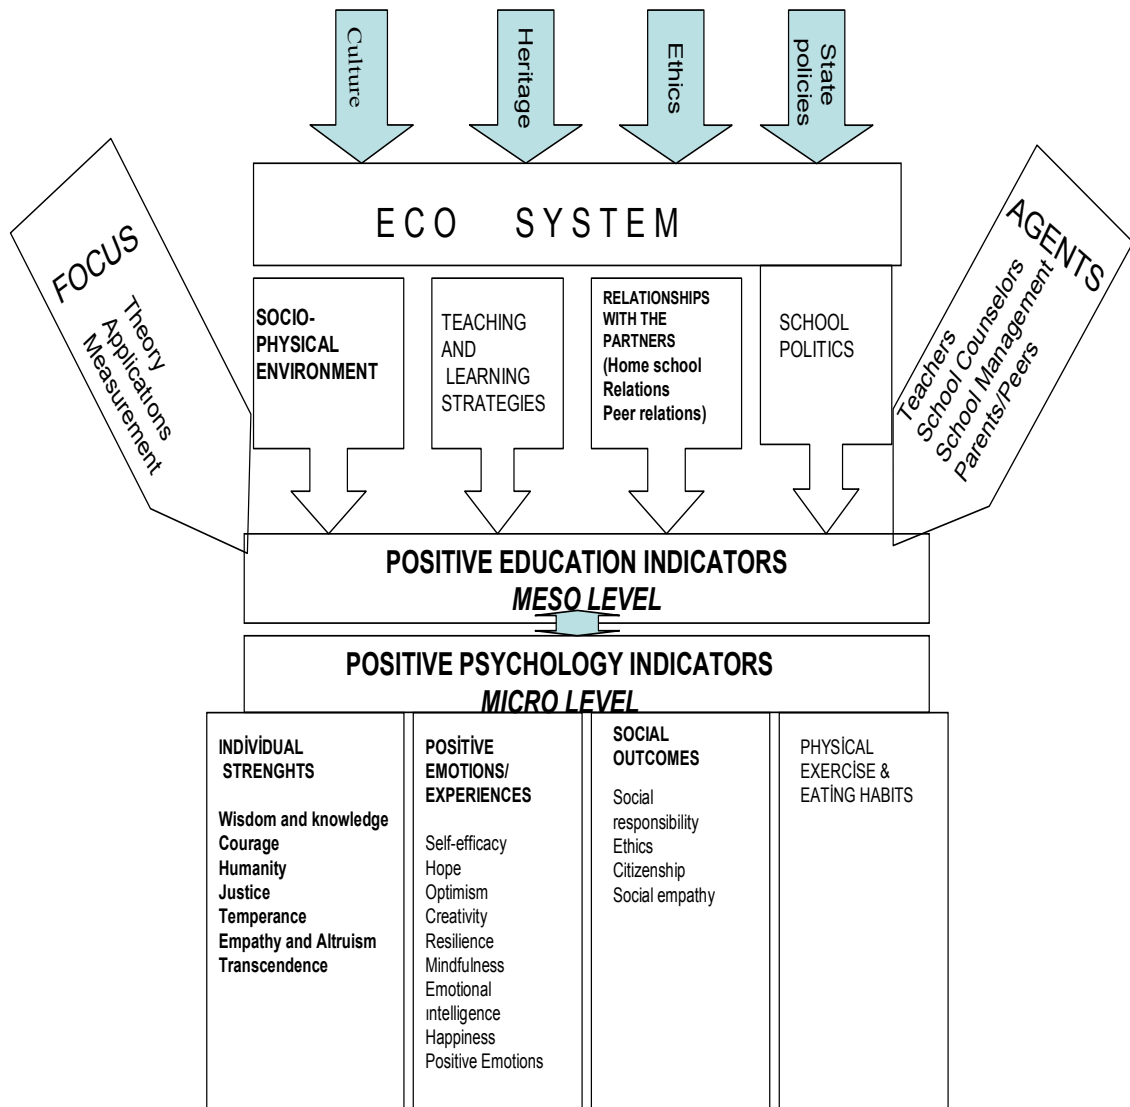 Culture
Heritage
Ethics
State
policies
ECO SYSTEM
FOCUS
Theory
Applications
Measurement
AGENTS
Teachers
School Counselors
School Management
Parents/Peers
SOCIO-
PHYSICAL
ENVIRONMENT
TEACHING
AND
LEARNING
STRATEGIES
RELATIONSHIPS
WITH THE
PARTNERS
(Home school
Relations
Peer relations)
SCHOOL
POLITICS
POSITIVE EDUCATION INDICATORS
MESO LEVEL
POSITIVE PSYCHOLOGY INDICATORS
MICRO LEVEL
INDİVİDUAL
STRENGHTS
Wisdom and knowledge
Courage
Humanity
Justice
Temperance
Empathy and Altruism
Transcendence
POSİTİVE
EMOTIONS/
EXPERIENCES
Self-efficacy
Hope
Optimism
Creativity
Resilience
Mindfulness
Emotional
ıntelligence
Happiness
Positive Emotions
SOCIAL
OUTCOMES
Social
responsibility
Ethics
Citizenship
Social empathy
PHYSİCAL
EXERCİSE &
EATİNG HABITS